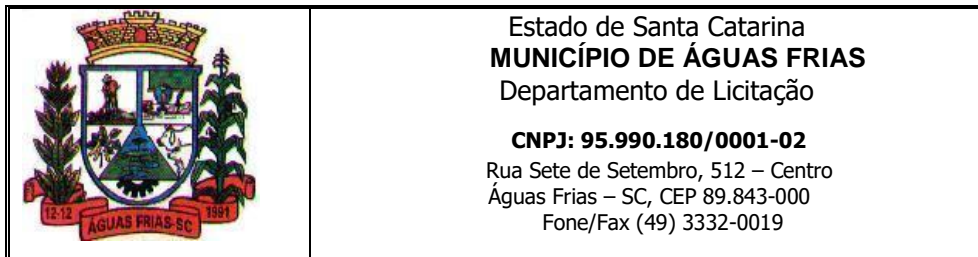 12-12
ÁGUAS FRIAS-SC
1991
Estado de Santa Catarina
MUNICÍPIO DE ÁGUAS FRIAS
Departamento de Licitação
CNPJ: 95.990.180/0001-02
Rua Sete de Setembro, 512 – Centro
Águas Frias – SC, CEP 89.843-000
Fone/Fax (49) 3332-0019